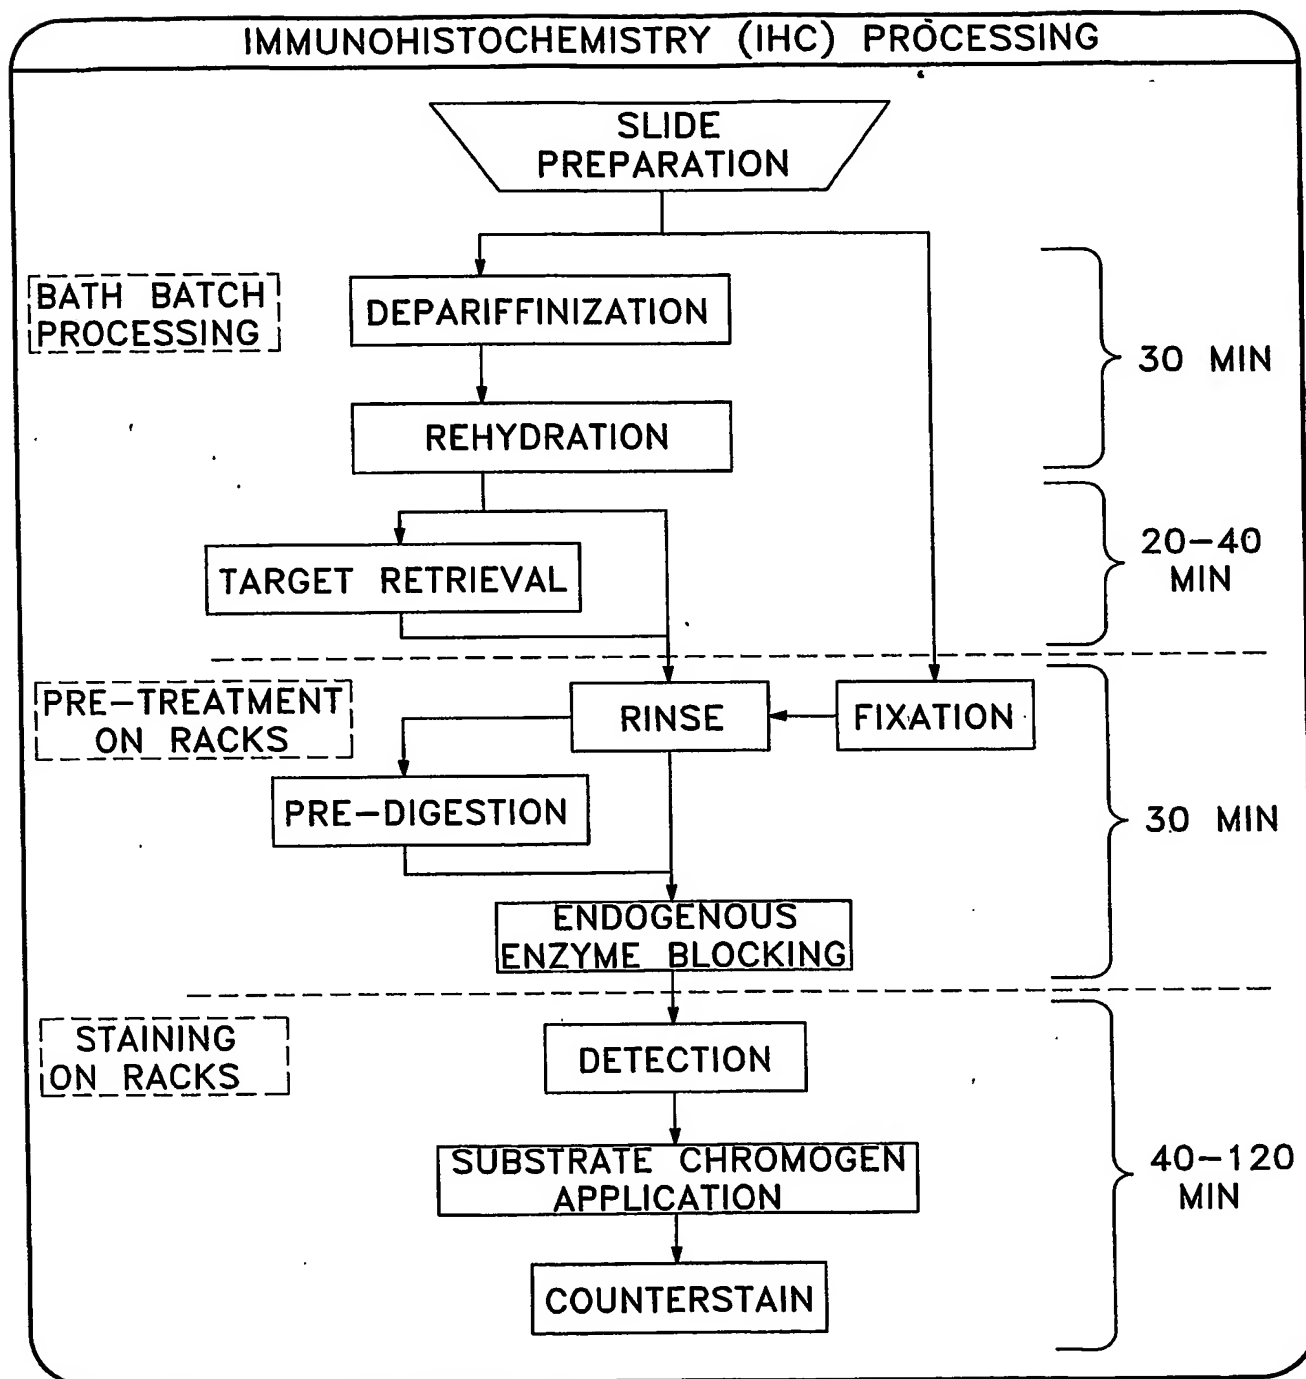 IMMUNOHISTOCHEMISTRY (IHC) PROCESSING
SLIDE
PREPARATION
BATH BATCH
PROCESSING
DEPARIFFINIZATION
30 MIN
REHYDRATION
20-40
MIN
TARGET RETRIEVAL
PRE-TREATMENT
ON RACKS
RINSE
FIXATION
PRE-DIGESTION
30 MIN
ENDOGENOUS
ENZYME BLOCKING
STAINING
ON RACKS
DETECTION
SUBSTRATE CHROMOGEN
APPLICATION
40-120
MIN
COUNTERSTAIN